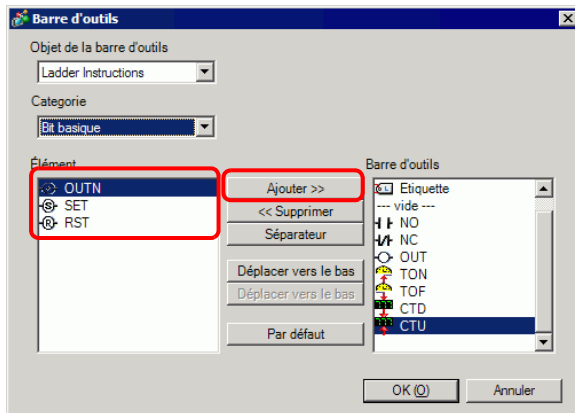 Barre d'outils
Objet de la barre d'outils
Ladder Instructions
Categorie
Bit basique
Élément
OUTN
SET
RST
Ajouter >>
<< Supprimer
Séparateur
Déplacer vers le bas
Déplacer vers le bas
Par défaut
Barre d'outils
Etiquette
--- vide ---
NO
NC
OUT
TON
TOF
CTD
CTU
OK (O)
Annuler